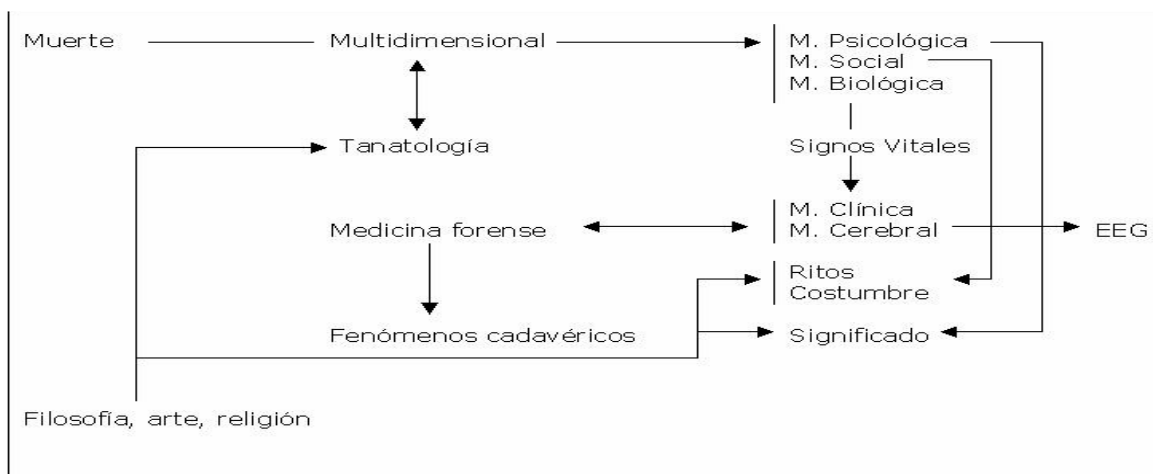 Muerte
Multidimensional
M. Psicológica
M. Social
M. Biológica
Tanatología
Signos Vitales
M. Clínica
Medicina forense
M. Cerebral
EEG
Ritos
Costumbre
Fenómenos cadavéricos
Significado
Filosofía, arte, religión